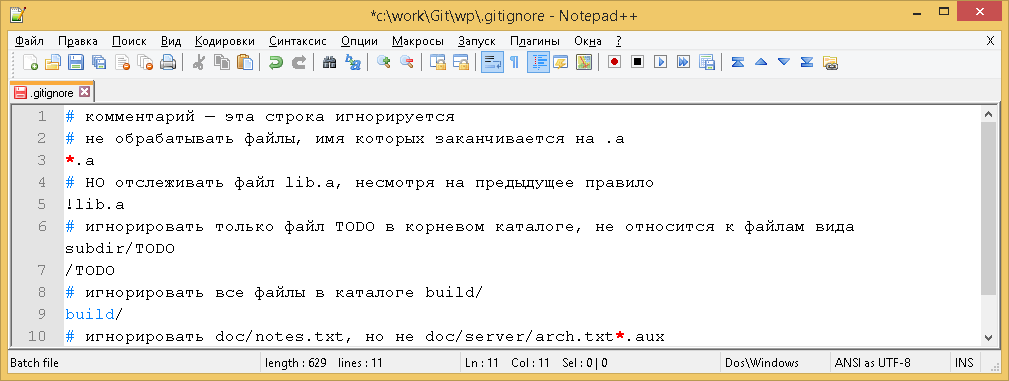 *c:\work\Git\wp\.gitignore - Notepad++
Файл Правка Поиск Вид Кодировки Синтаксис Опции Макросы Запуск Плагины Окна ? X
.gitignore
1 # комментарий — эта строка игнорируется
2 # не обрабатывать файлы, имя которых заканчивается на .a
3 *.a
4 # НО отслеживать файл lib.a, несмотря на предыдущее правило
5 !lib.a
6 # игнорировать только файл TODO в корневом каталоге, не относится к файлам вида
subdir/TODO
7 /TODO
8 # игнорировать все файлы в каталоге build/
9 build/
10 # игнорировать doc/notes.txt, но не doc/server/arch.txt*.aux
Batch file length : 629 lines : 11 Ln : 11 Col : 11 Sel : 0 | 0 Dos\Windows ANSI as UTF-8 INS